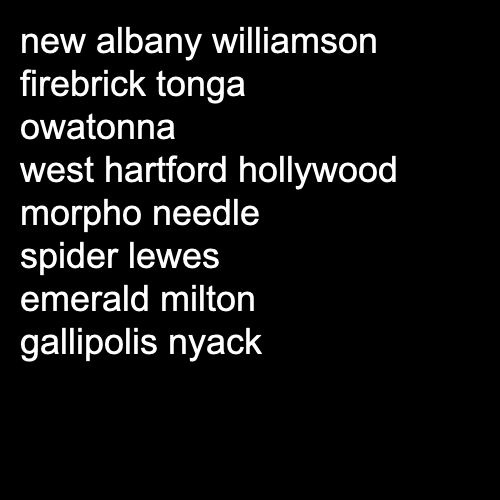 new albany williamson
firebrick tonga
owatonna
west hartford hollywood
morpho needle
spider lewes
emerald milton
gallipolis nyack